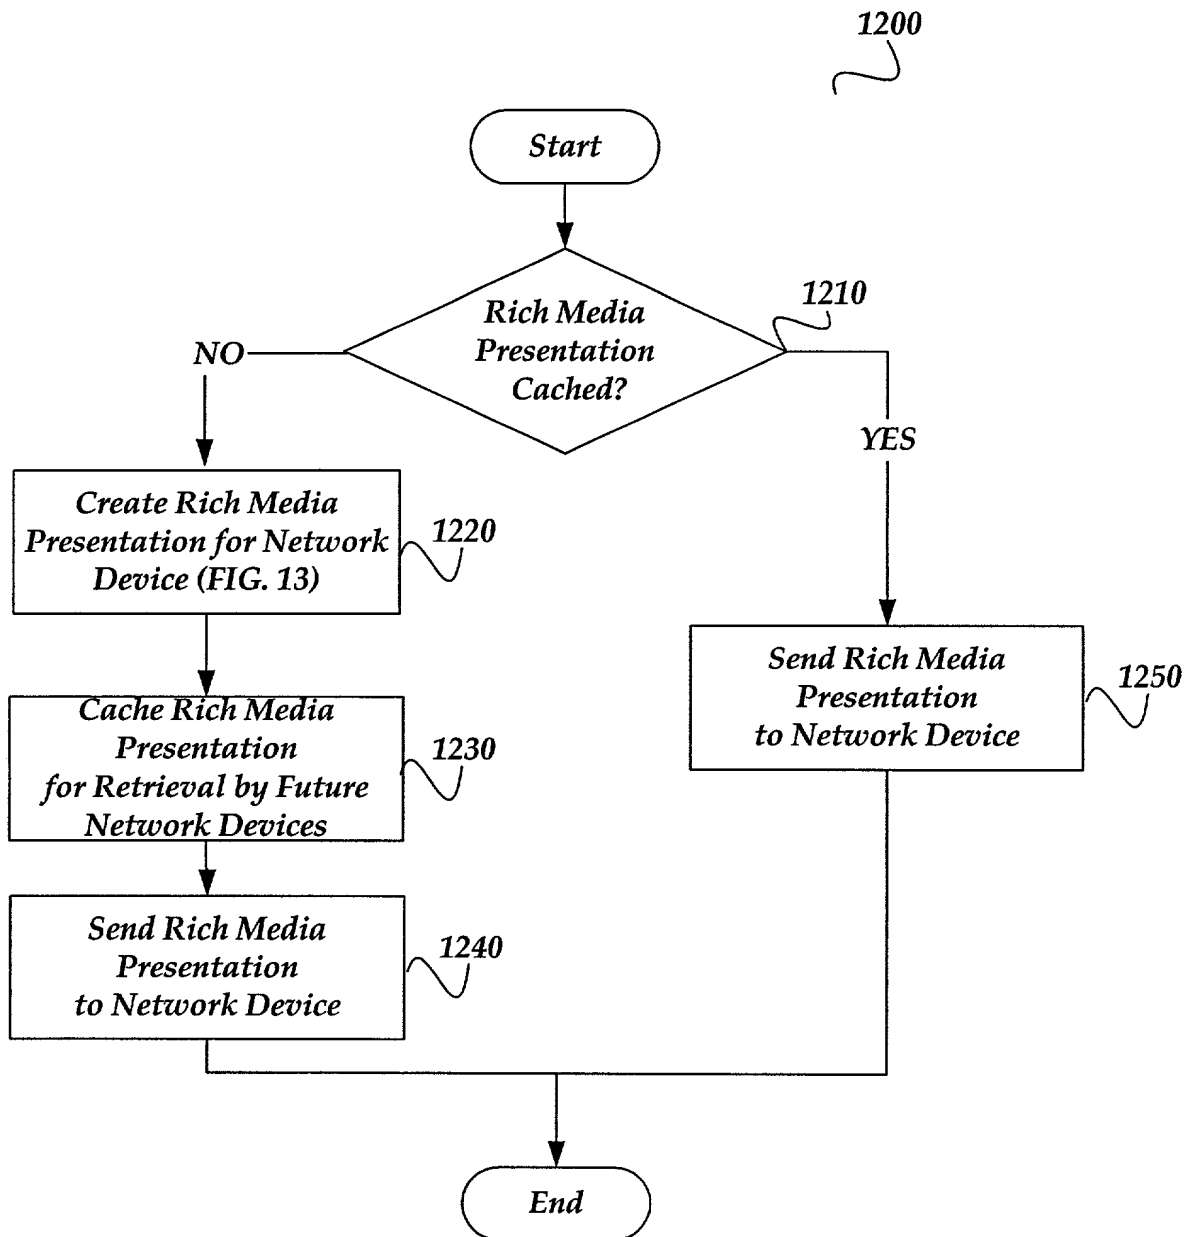 1200
Start
Rich Media
Presentation
Cached?
1210
NO
YES
Create Rich Media
Presentation for Network
Device (FIG. 13)
1220
Cache Rich Media
Presentation
for Retrieval by Future
Network Devices
1230
Send Rich Media
Presentation
to Network Device
1240
Send Rich Media
Presentation
to Network Device
1250
End